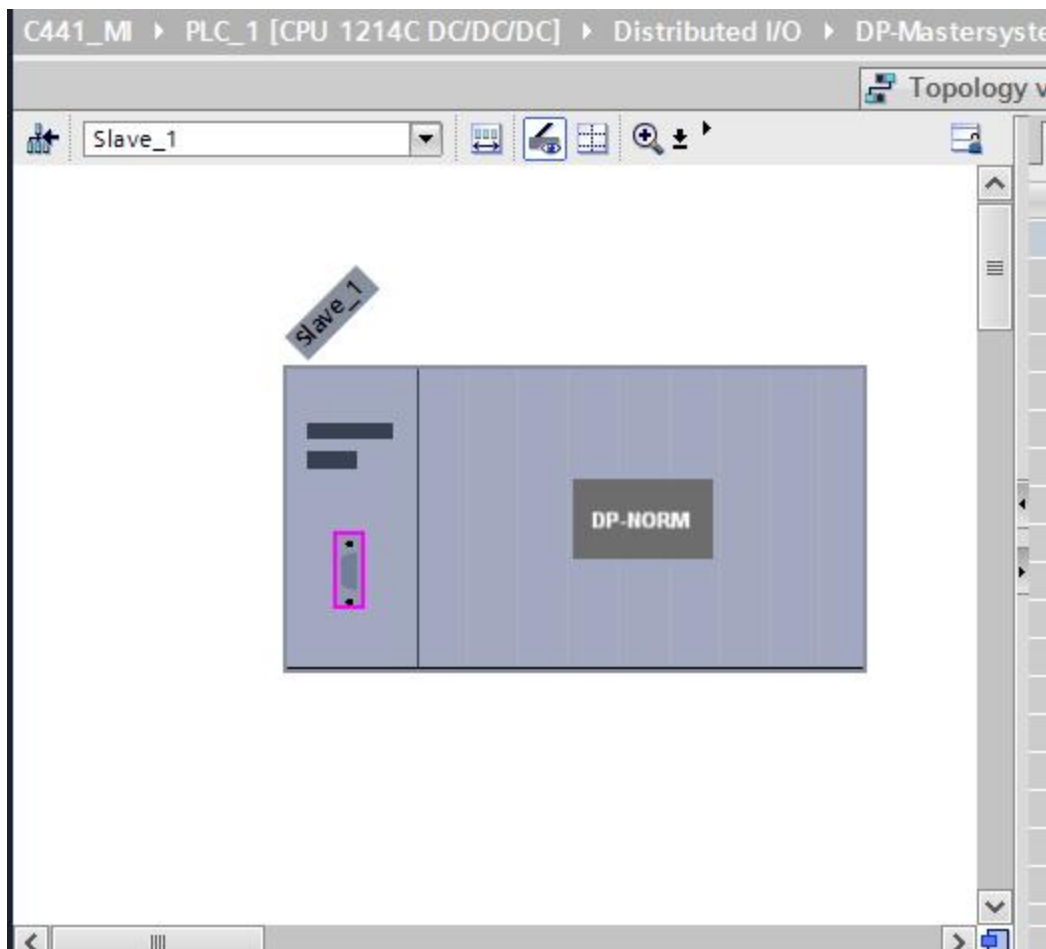 C441_MI ▸ PLC_1 [CPU 1214C DC/DC/DC] ▸ Distributed I/O ▸ DP-Mastersyste
Topology v
Slave_1
slave_1
DP-NORM